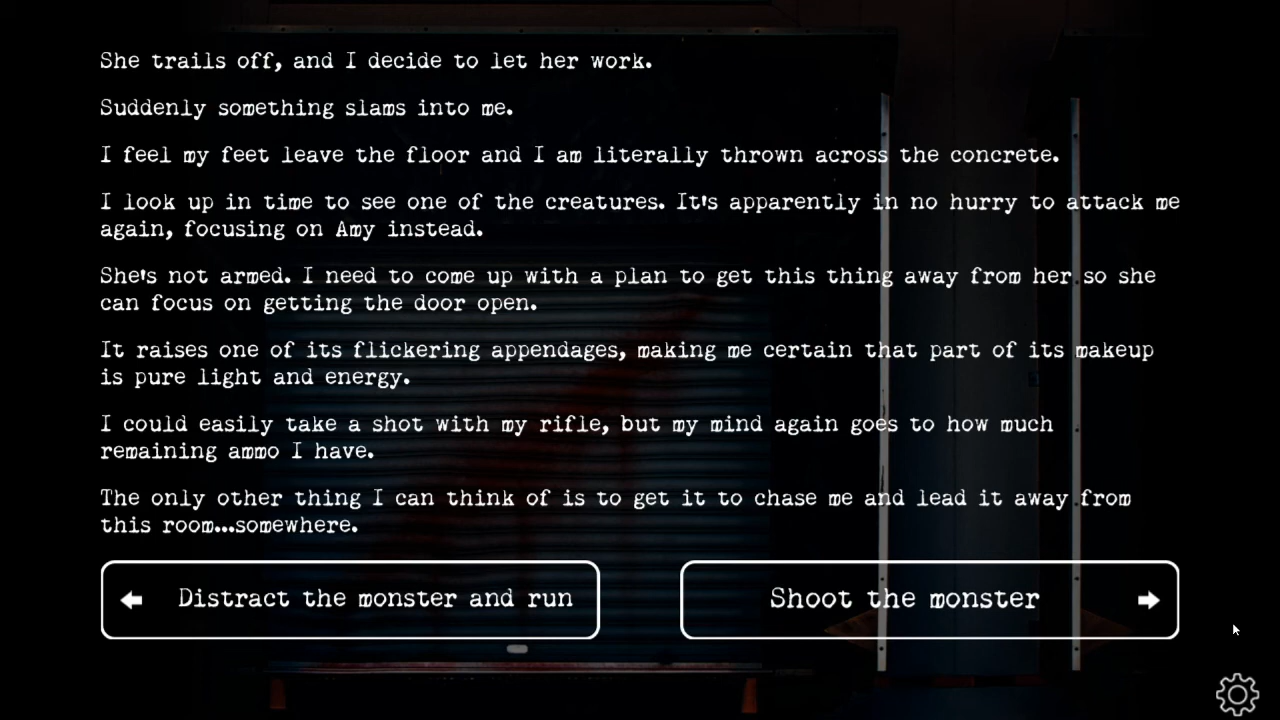 She trails off, and I decide to let her work.
Suddenly something slams into me.
I feel my feet leave the floor and I am literally thrown across the concrete.
I look up in time to see one of the creatures. It's apparently in no hurry to attack me
again, focusing on Amy instead.
She's not armed. I need to come up with a plan to get this thing away from her so she
can focus on getting the door open.
It raises one of its flickering appendages, making me certain that part of its makeup
is pure light and energy.
I could easily take a shot with my rifle, but my mind again goes to how much
remaining ammo I have.
The only other thing I can think of is to get it to chase me and lead it away from
this room...somewhere.
Distract the monster and run
Shoot the monster